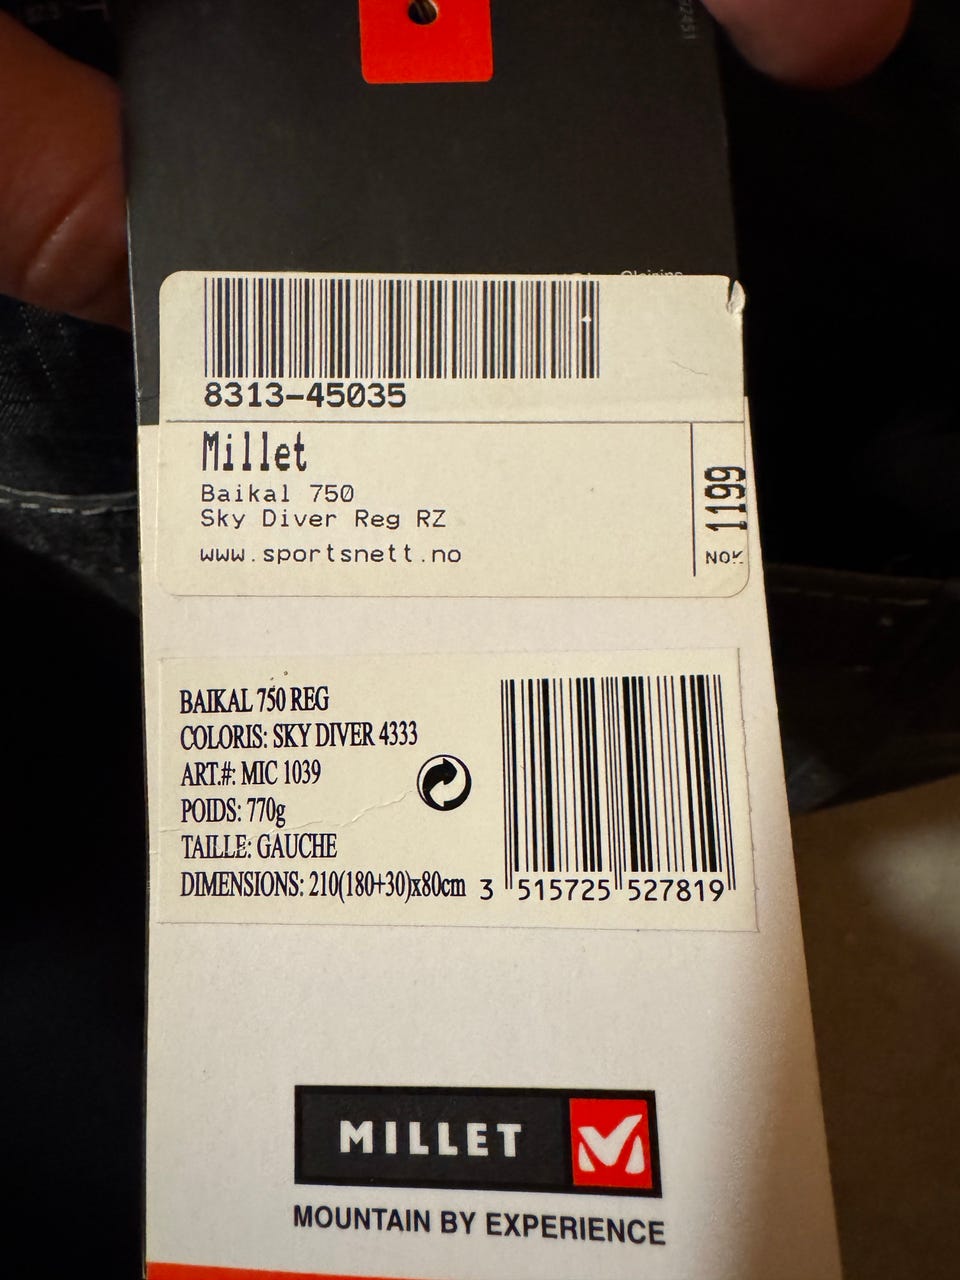 8313-45035
Millet
Baikal 750
Sky Diver Reg RZ
www.sportsnett.no
1199
NOK
BAIKAL 750 REG
COLORIS: SKY DIVER 4333
ART.#: MIC 1039
POIDS: 770g
TAILLE: GAUCHE
DIMENSIONS: 210(180+30)x80cm
3 515725 527819
MILLET
MOUNTAIN BY EXPERIENCE